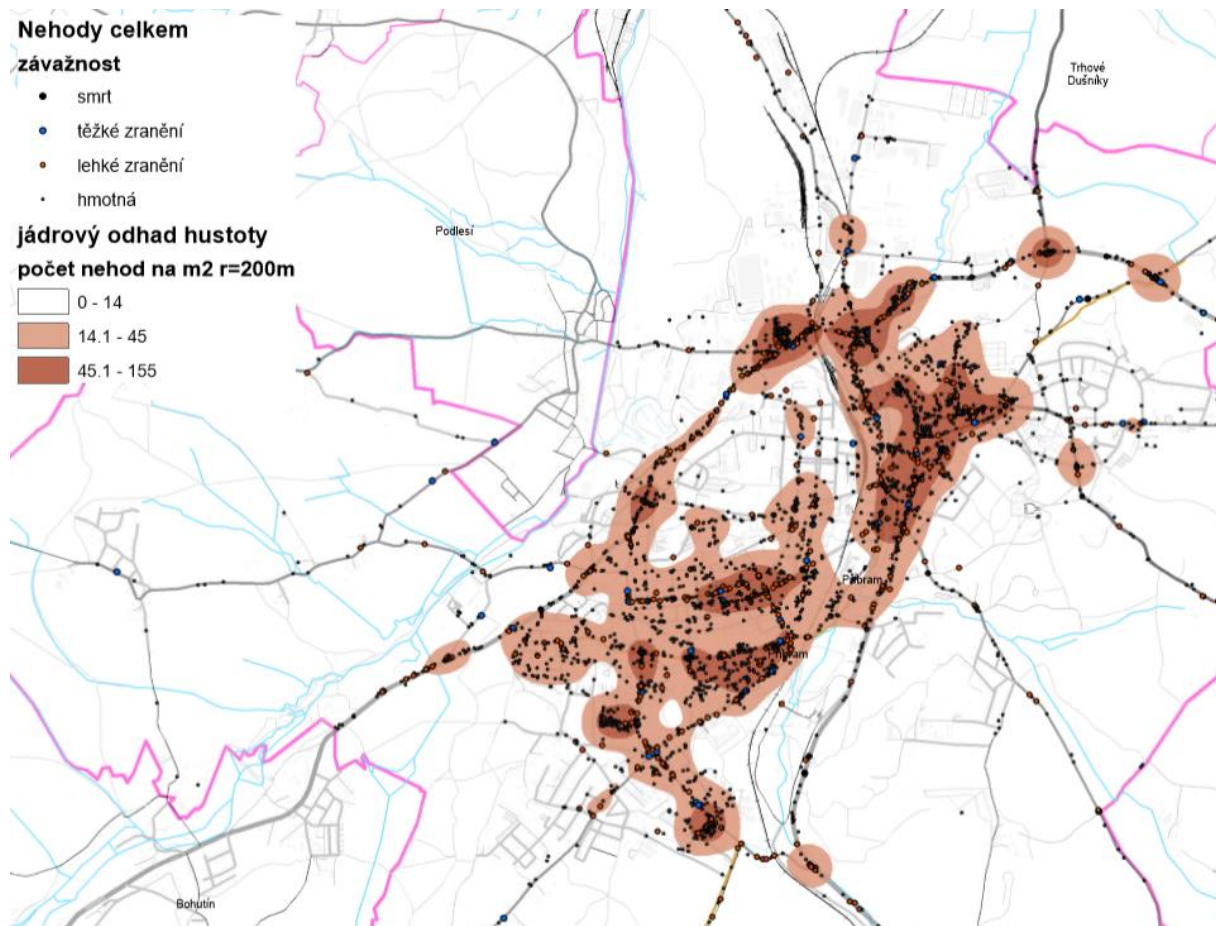 Nehody celkem
závažnost
smrt
těžké zranění
lehké zranění
hmotná
jádrový odhad hustoty
počet nehod na m2 r=200m
0 - 14
14.1 - 45
45.1 - 155
Trhové
Dušníky
Podlesí
Příbram
Příbram
Bohutín